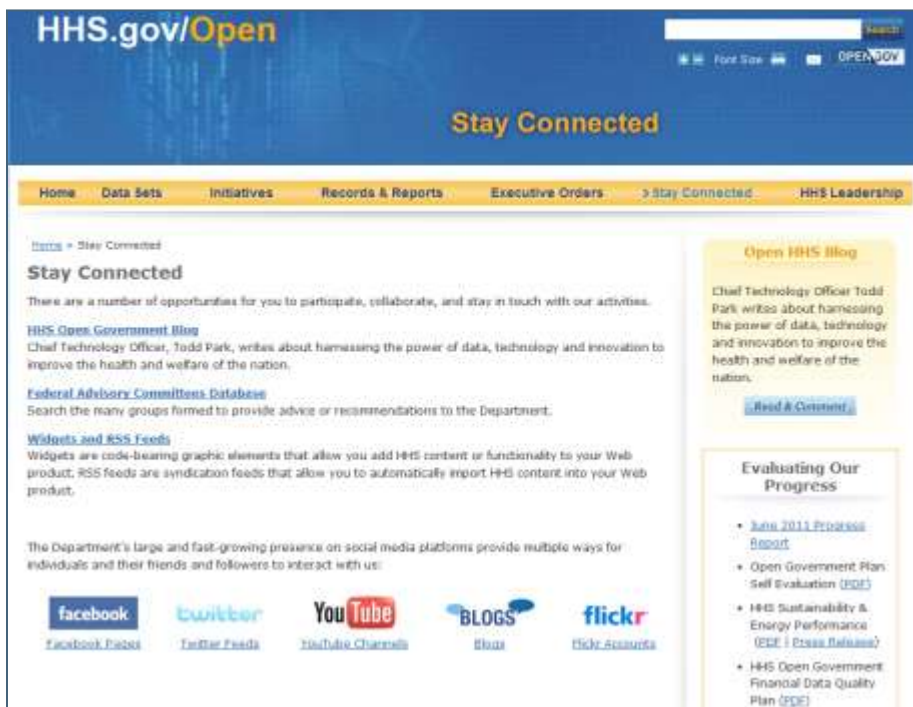 HHS.gov/Open
Search
Font Size
OPEN GOV
Stay Connected
Home
Data Sets
Initiatives
Records & Reports
Executive Orders
> Stay Connected
HHS Leadership
Home > Stay Connected
Stay Connected
There are a number of opportunities for you to participate, collaborate, and stay in touch with our activities.
HHS Open Government Blog
Chief Technology Officer, Todd Park, writes about harnessing the power of data, technology and innovation to
improve the health and welfare of the nation.
Federal Advisory Committees Database
Search the many groups formed to provide advice or recommendations to the Department.
Widgets and RSS Feeds
Widgets are code-bearing graphic elements that allow you add HHS content or functionality to your Web
product. RSS feeds are syndication feeds that allow you to automatically import HHS content into your Web
product.
The Department's large and fast-growing presence on social media platforms provide multiple ways for
individuals and their friends and followers to interact with us:
facebook
twitter
YouTube
BLOGS
flickr
Facebook Pages
Twitter Feeds
YouTube Channels
Blogs
Flickr Accounts
Open HHS Blog
Chief Technology Officer Todd
Park writes about harnessing
the power of data, technology
and innovation to improve the
health and welfare of the
nation.
Read & Comment
Evaluating Our
Progress
• June 2011 Progress
Report
• Open Government Plan
Self Evaluation (PDF)
• HHS Sustainability &
Energy Performance
(PDF | Press Release)
• HHS Open Government
Financial Data Quality
Plan (PDF)